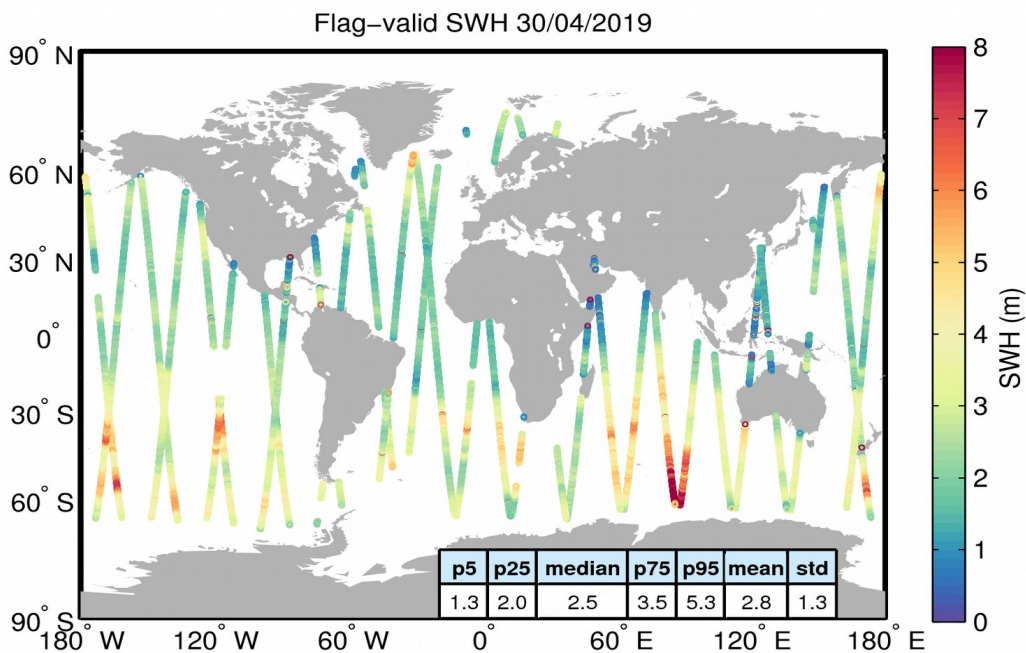 Flag−valid SWH 30/04/2019
90° N
60° N
30° N
0°
30° S
60° S
90° S
180° W
120° W
60° W
0°
60° E
120° E
180° E
8
7
6
5
4
3
2
1
0
SWH (m)
p5 p25 median p75 p95 mean std
1.3 2.0 2.5 3.5 5.3 2.8 1.3